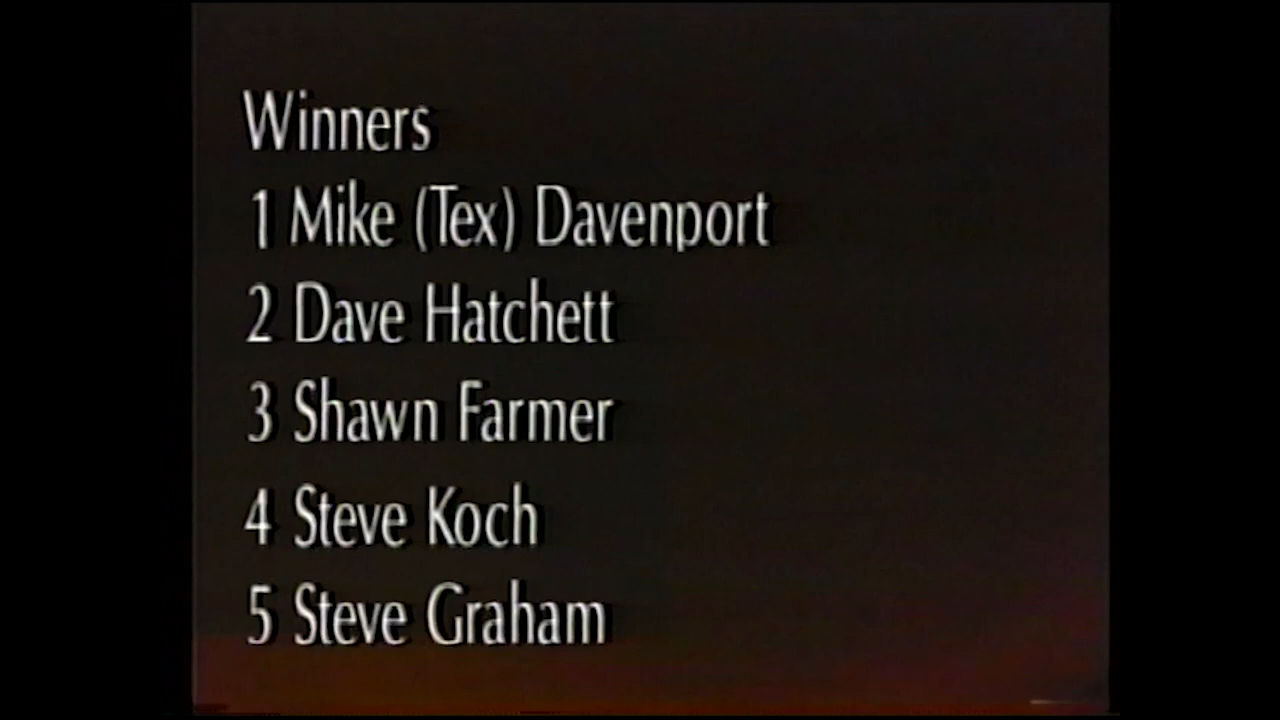 Winners
1 Mike (Tex) Davenport
2 Dave Hatchett
3 Shawn Farmer
4 Steve Koch
5 Steve Graham